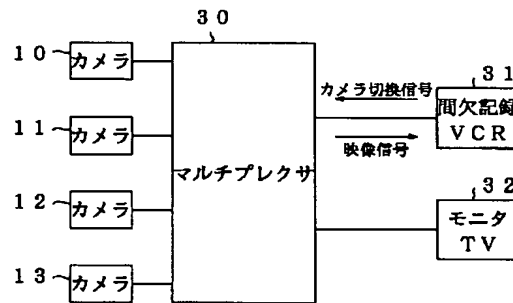 30
10
カメラ
11
カメラ
12
カメラ
13
カメラ
マルチプレクサ
カメラ切換信号
映像信号
31
間欠記録
VCR
32
モニタ
TV